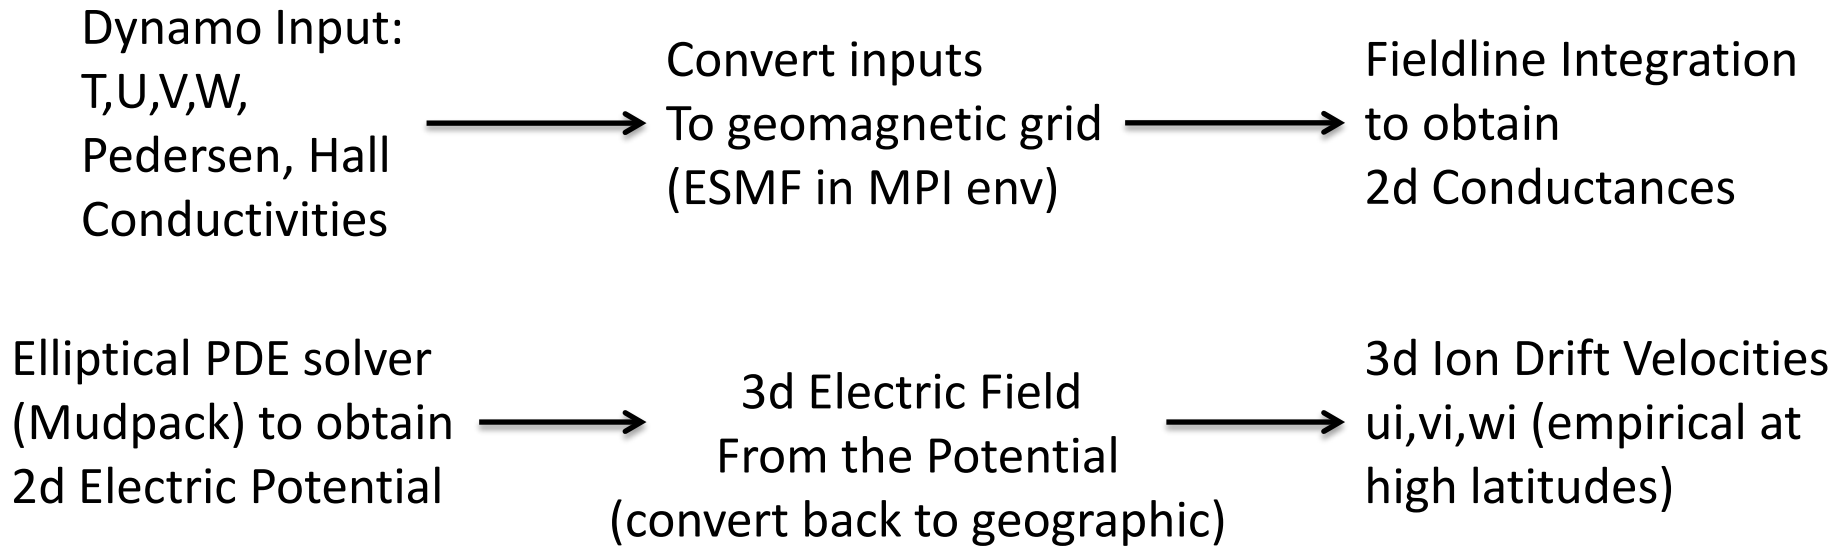 Dynamo Input:
T,U,V,W,
Pedersen, Hall
Conductivities
Convert inputs
To geomagnetic grid
(ESMF in MPI env)
Fieldline Integration
to obtain
2d Conductances
Elliptical PDE solver
(Mudpack) to obtain
2d Electric Potential
3d Electric Field
From the Potential
(convert back to geographic)
3d Ion Drift Velocities
ui,vi,wi (empirical at
high latitudes)